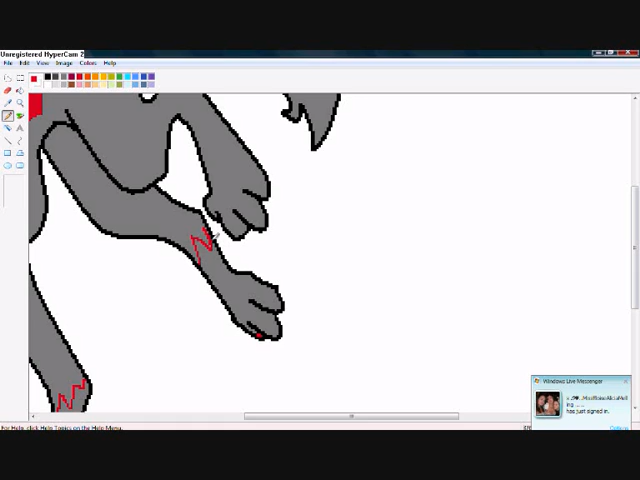 Unregistered HyperCam 2
File Edit View Image Colors Help
Windows Live Messenger
has just signed in.
Options
For Help, click Help Topics on the Help Menu.